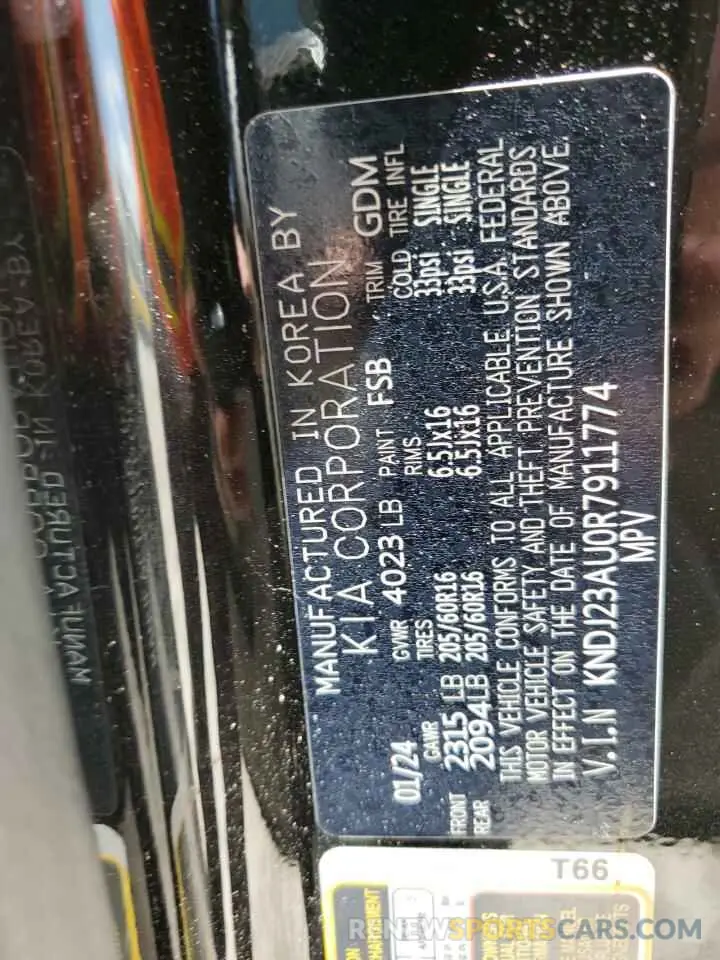 MANUFACTURED IN KOREA BY
KIA CORPORATION
01/24 GVWR 4023 LB PAINT FSB TRIM GDM
GAWR TIRES RMS COLD TIRE INFL
FRONT 2315 LB 205/60R16 6.5Jx16 33psi SINGLE
REAR 2094LB 205/60R16 6.5Jx16 33psi SINGLE
THIS VEHICLE CONFORMS TO ALL APPLICABLE U.S.A. FEDERAL
MOTOR VEHICLE SAFETY AND THEFT PREVENTION STANDARDS
IN EFFECT ON THE DATE OF MANUFACTURE SHOWN ABOVE.
V.I.N KNDJ23AU0R7911774
MPV
T66
RENEWSPORTSCARS.COM